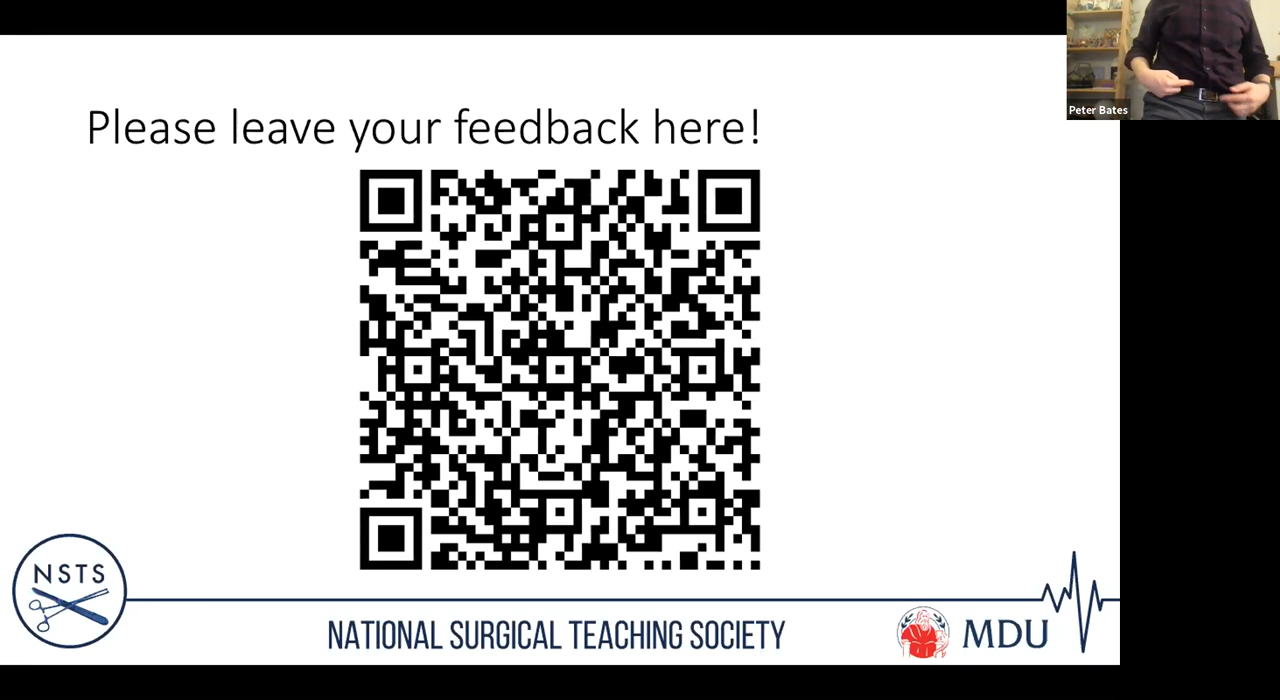 Peter Bates
Please leave your feedback here!
NSTS
NATIONAL SURGICAL TEACHING SOCIETY
MDU